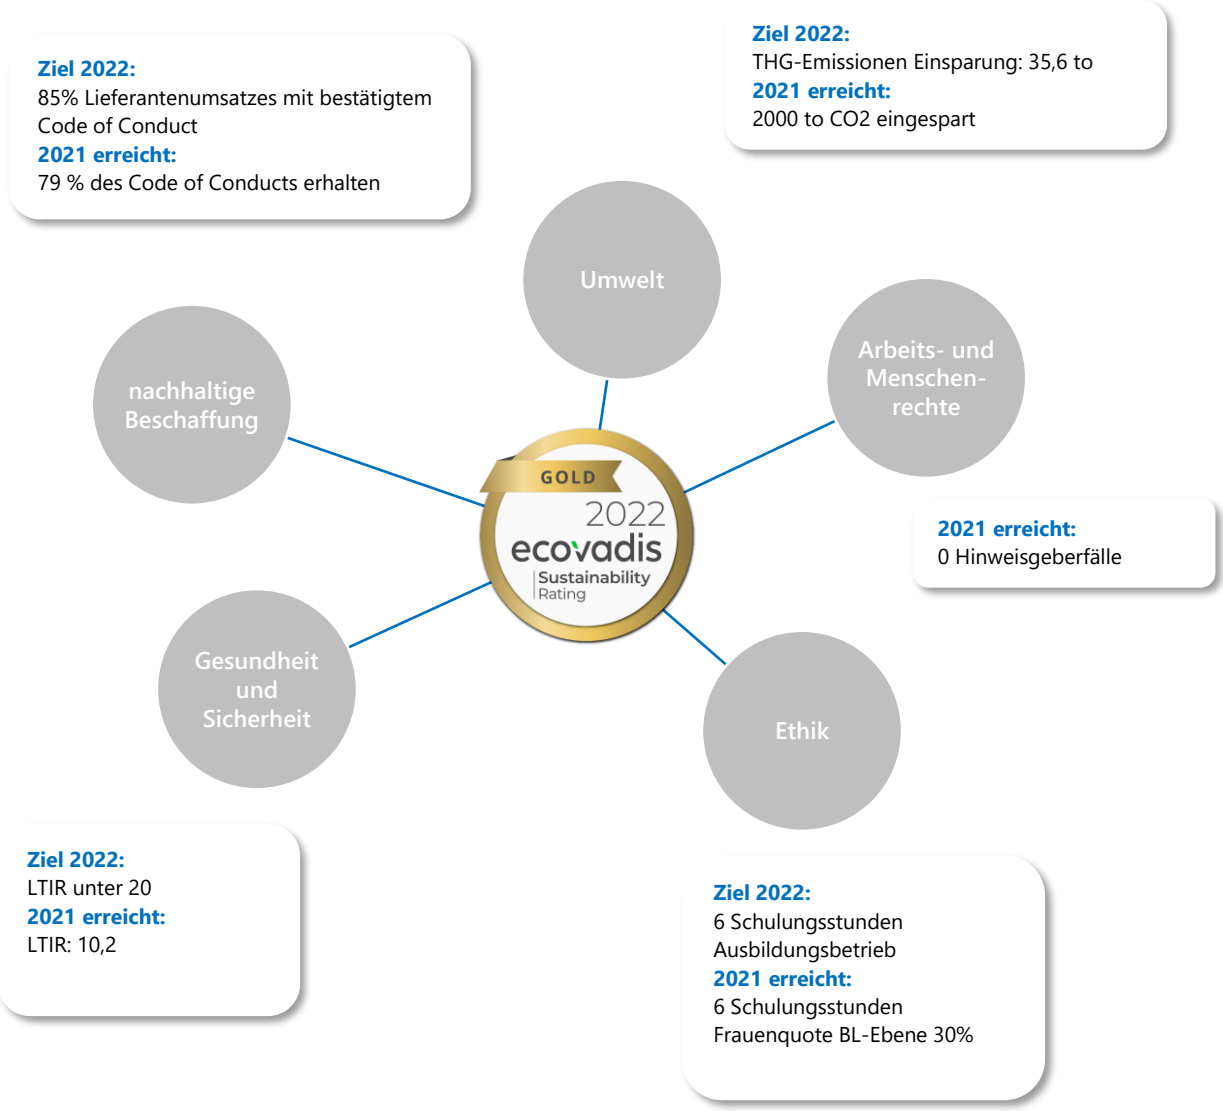 Ziel 2022:
85% Lieferantenumsatzes mit bestätigtem
Code of Conduct
2021 erreicht:
79 % des Code of Conducts erhalten
Ziel 2022:
THG-Emissionen Einsparung: 35,6 to
2021 erreicht:
2000 to CO2 eingespart
Umwelt
Arbeits- und
Menschen-
rechte
nachhaltige
Beschaffung
GOLD
2022
ecovadis
Sustainability
Rating
2021 erreicht:
0 Hinweisgeberfälle
Gesundheit
und
Sicherheit
Ethik
Ziel 2022:
LTIR unter 20
2021 erreicht:
LTIR: 10,2
Ziel 2022:
6 Schulungsstunden
Ausbildungsbetrieb
2021 erreicht:
6 Schulungsstunden
Frauenquote BL-Ebene 30%